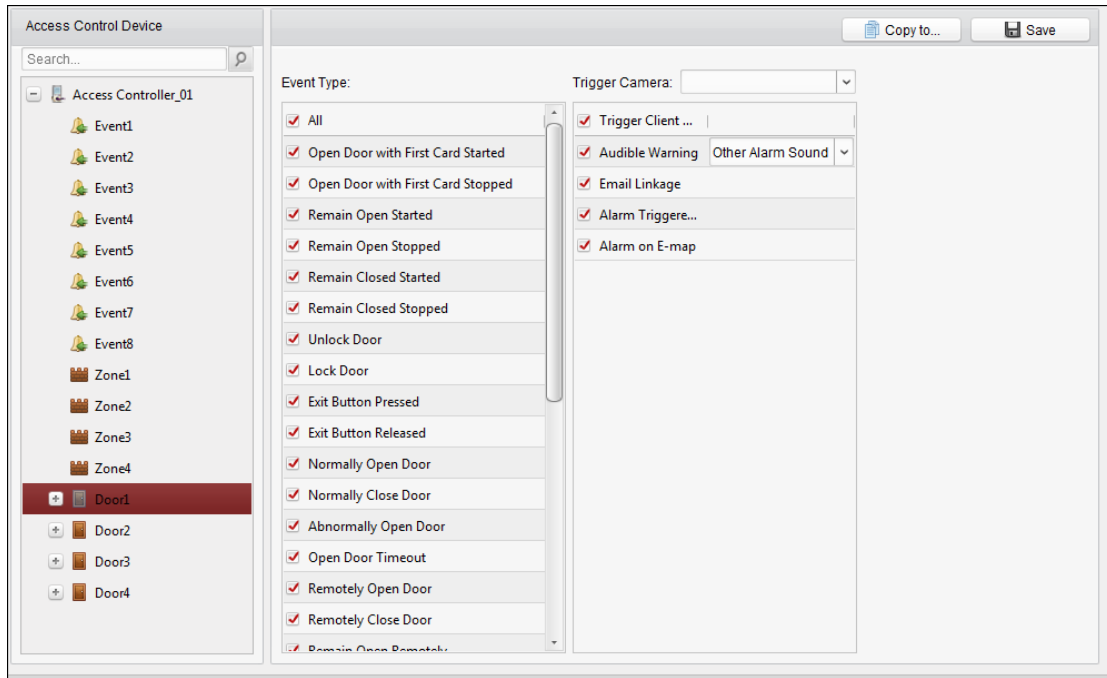 Access Control Device
Copy to...
Save
Search...
Access Controller_01
Event1
Event2
Event3
Event4
Event5
Event6
Event7
Event8
Zone1
Zone2
Zone3
Zone4
Door1
Door2
Door3
Door4
Event Type:
All
Open Door with First Card Started
Open Door with First Card Stopped
Remain Open Started
Remain Open Stopped
Remain Closed Started
Remain Closed Stopped
Unlock Door
Lock Door
Exit Button Pressed
Exit Button Released
Normally Open Door
Normally Close Door
Abnormally Open Door
Open Door Timeout
Remotely Open Door
Remotely Close Door
Remain Open Remotely
Trigger Camera:
Trigger Client ...
Audible Warning Other Alarm Sound
Email Linkage
Alarm Triggere...
Alarm on E-map